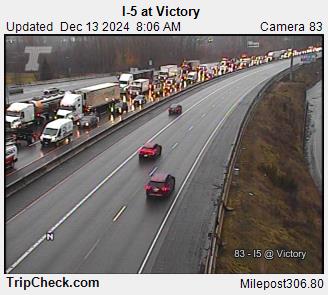 I-5 at Victory
Updated Dec 13 2024 8:06 AM Camera 83
N
83 - I5 @ Victory
TripCheck.com Milepost306.80